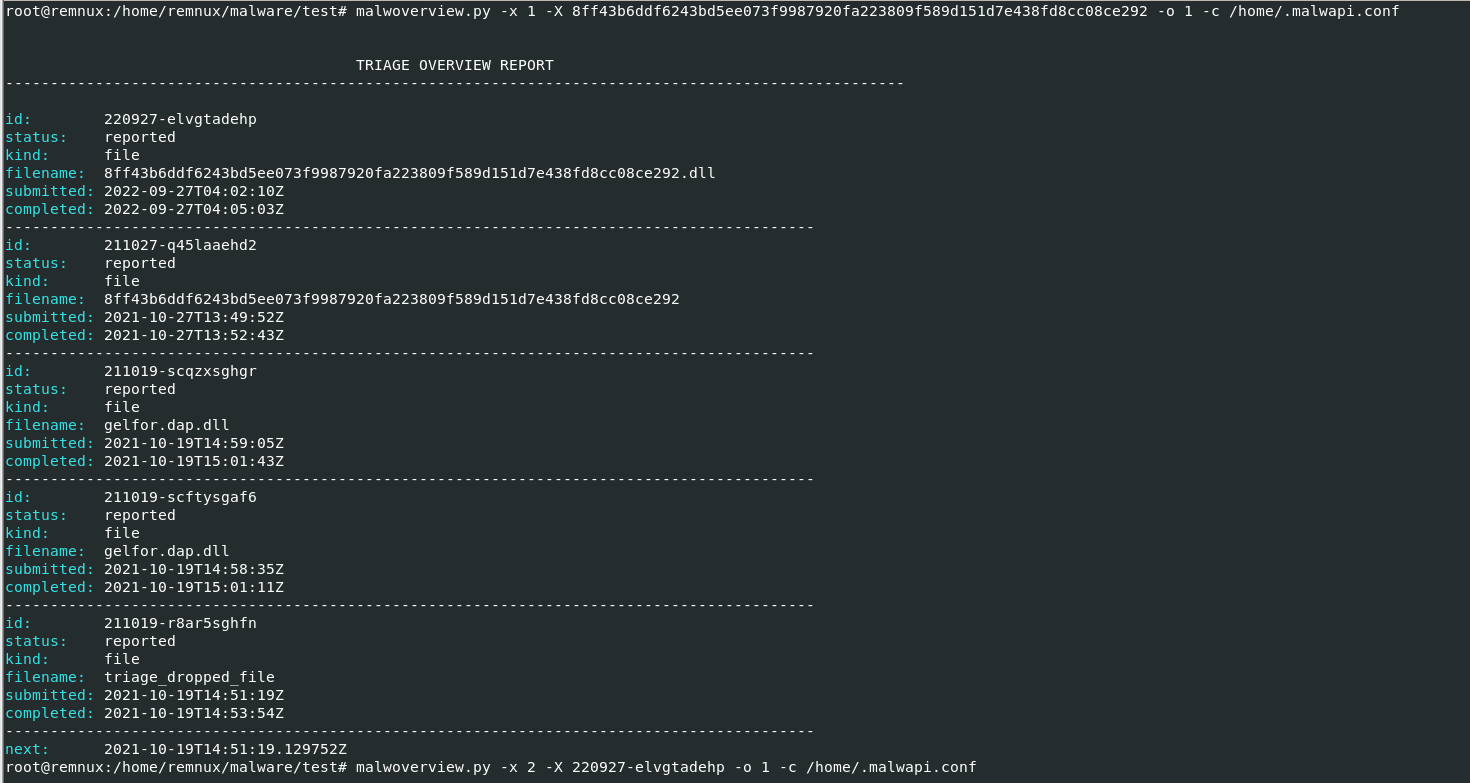 root@remnux:/home/remnux/malware/test# malwoverview.py -x 1 -X 8ff43b6ddf6243bd5ee073f9987920fa223809f589d151d7e438fd8cc08ce292 -o 1 -c /home/.malwapi.conf
TRIAGE OVERVIEW REPORT
----------------------------------------------------------------------------------------------------
id: 220927-elvgtadehp
status: reported
kind: file
filename: 8ff43b6ddf6243bd5ee073f9987920fa223809f589d151d7e438fd8cc08ce292.dll
submitted: 2022-09-27T04:02:10Z
completed: 2022-09-27T04:05:03Z
------------------------------------------------------------------------------------------
id: 211027-q45laaehd2
status: reported
kind: file
filename: 8ff43b6ddf6243bd5ee073f9987920fa223809f589d151d7e438fd8cc08ce292
submitted: 2021-10-27T13:49:52Z
completed: 2021-10-27T13:52:43Z
------------------------------------------------------------------------------------------
id: 211019-scqzxsghgr
status: reported
kind: file
filename: gelfor.dap.dll
submitted: 2021-10-19T14:59:05Z
completed: 2021-10-19T15:01:43Z
------------------------------------------------------------------------------------------
id: 211019-scftysgaf6
status: reported
kind: file
filename: gelfor.dap.dll
submitted: 2021-10-19T14:58:35Z
completed: 2021-10-19T15:01:11Z
------------------------------------------------------------------------------------------
id: 211019-r8ar5sghfn
status: reported
kind: file
filename: triage_dropped_file
submitted: 2021-10-19T14:51:19Z
completed: 2021-10-19T14:53:54Z
------------------------------------------------------------------------------------------
next: 2021-10-19T14:51:19.129752Z
root@remnux:/home/remnux/malware/test# malwoverview.py -x 2 -X 220927-elvgtadehp -o 1 -c /home/.malwapi.conf